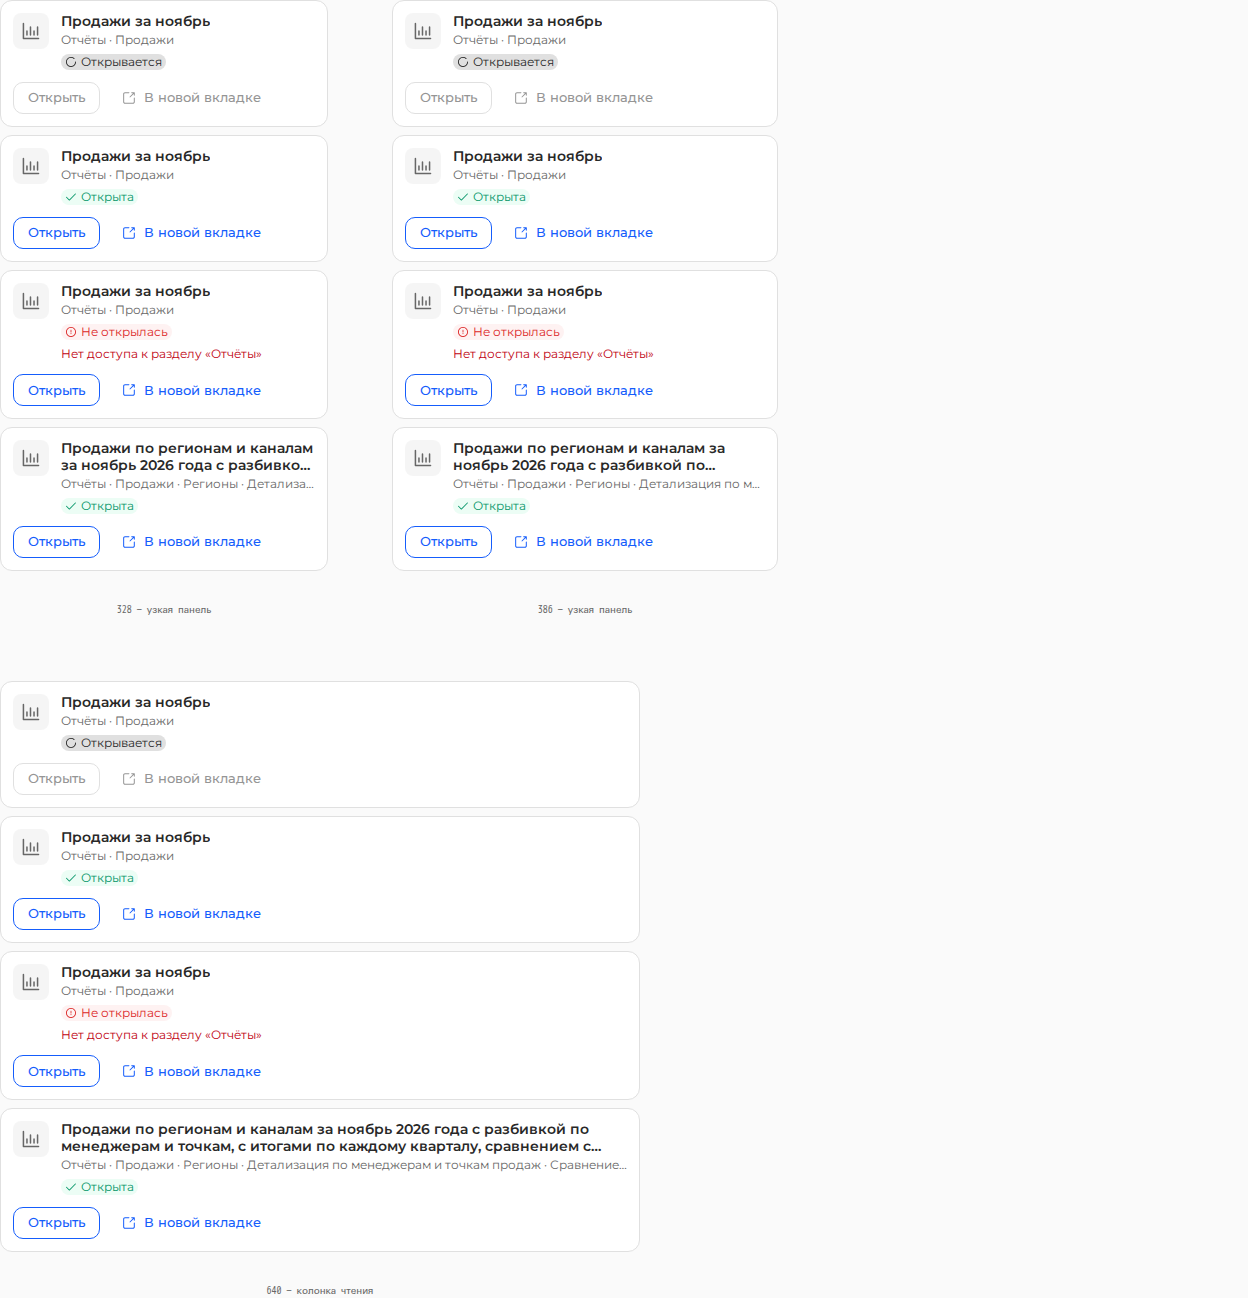 Продажи за ноябрь
Отчёты · Продажи
Открывается
Открыть
В новой вкладке
Продажи за ноябрь
Отчёты · Продажи
Открыта
Открыть
В новой вкладке
Продажи за ноябрь
Отчёты · Продажи
Не открылась
Нет доступа к разделу «Отчёты»
Открыть
В новой вкладке
Продажи по регионам и каналам
за ноябрь 2026 года с разбивко...
Отчёты · Продажи · Регионы · Детализа...
Открыта
Открыть
В новой вкладке
328 — узкая панель
Продажи за ноябрь
Отчёты · Продажи
Открывается
Открыть
В новой вкладке
Продажи за ноябрь
Отчёты · Продажи
Открыта
Открыть
В новой вкладке
Продажи за ноябрь
Отчёты · Продажи
Не открылась
Нет доступа к разделу «Отчёты»
Открыть
В новой вкладке
Продажи по регионам и каналам за
ноябрь 2026 года с разбивкой по...
Отчёты · Продажи · Регионы · Детализация по м...
Открыта
Открыть
В новой вкладке
386 — узкая панель
Продажи за ноябрь
Отчёты · Продажи
Открывается
Открыть
В новой вкладке
Продажи за ноябрь
Отчёты · Продажи
Открыта
Открыть
В новой вкладке
Продажи за ноябрь
Отчёты · Продажи
Не открылась
Нет доступа к разделу «Отчёты»
Открыть
В новой вкладке
Продажи по регионам и каналам за ноябрь 2026 года с разбивкой по
менеджерам и точкам, с итогами по каждому кварталу, сравнением с...
Отчёты · Продажи · Регионы · Детализация по менеджерам и точкам продаж · Сравнение...
Открыта
Открыть
В новой вкладке
640 — колонка чтения